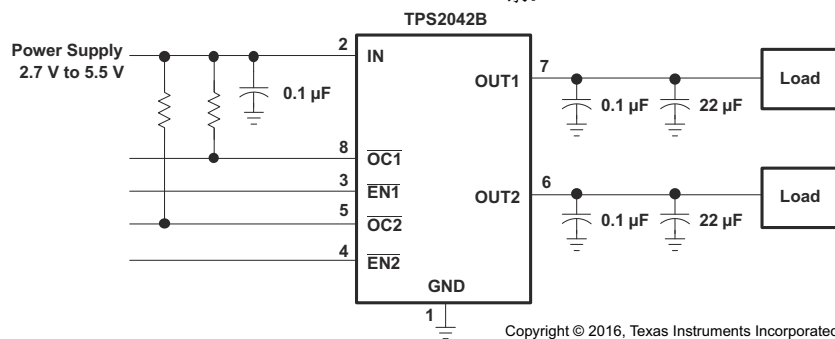 TPS2042B
Power Supply
2.7 V to 5.5 V
2
IN
0.1 µF
8
OC1
3
EN1
5
OC2
4
EN2
GND
1
OUT1
7
0.1 µF
22 µF
Load
OUT2
6
0.1 µF
22 µF
Load
Copyright © 2016, Texas Instruments Incorporated